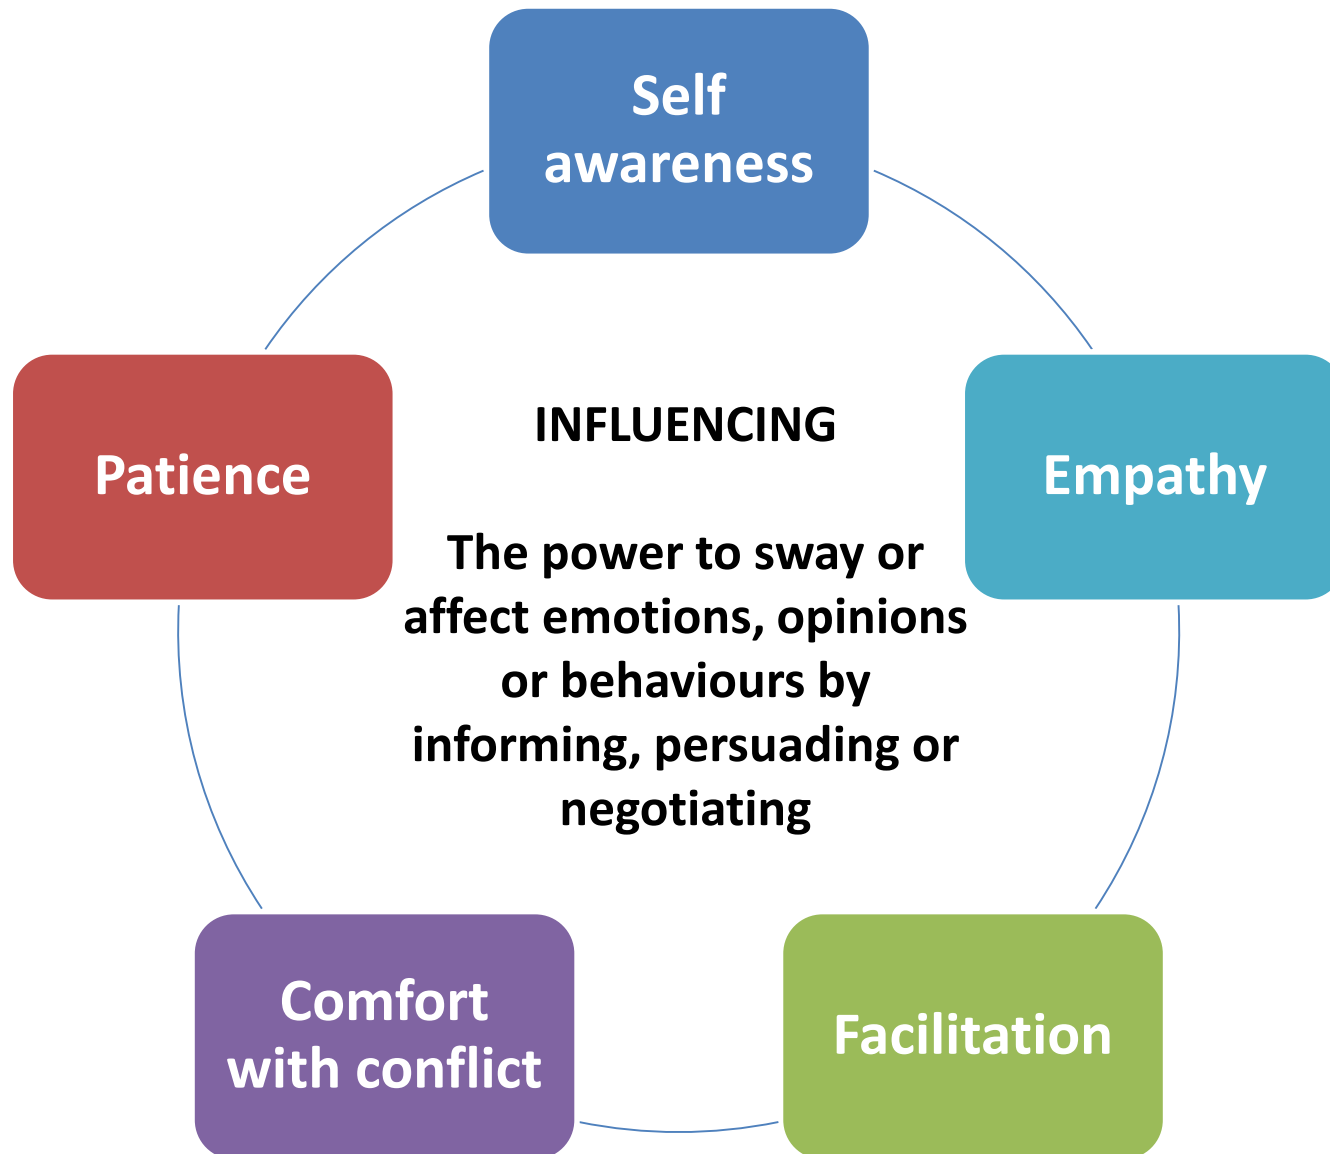 Self
awareness
Patience
INFLUENCING
Empathy
The power to sway or
affect emotions, opinions
or behaviours by
informing, persuading or
negotiating
Comfort
with conflict
Facilitation